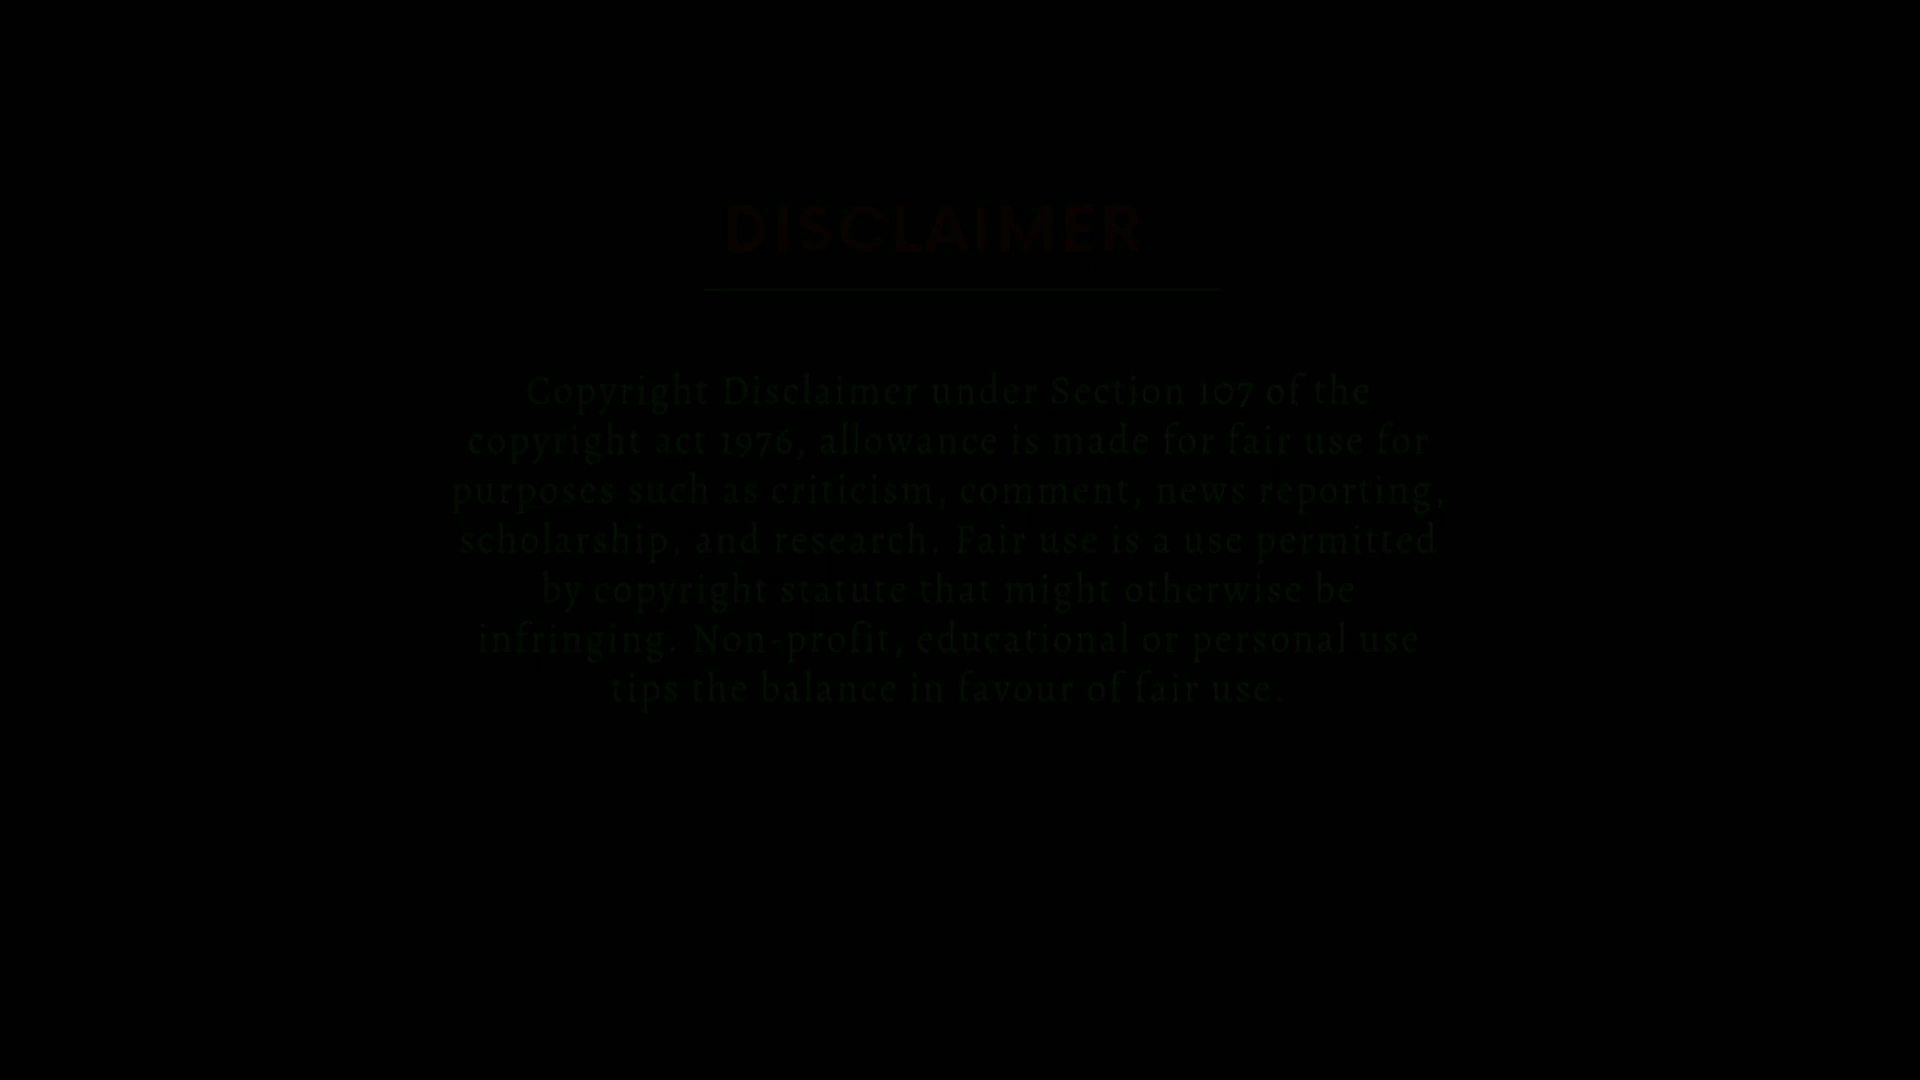 DISCLAIMER
Copyright Disclaimer under Section 107 of the
copyright act 1976, allowance is made for fair use for
purposes such as criticism, comment, news reporting,
scholarship, and research. Fair use is a use permitted
by copyright statute that might otherwise be
infringing. Non-profit, educational or personal use
tips the balance in favour of fair use.